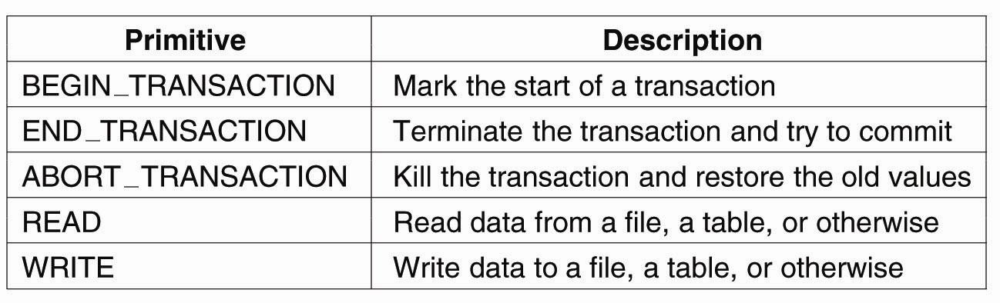 Primitive Description
BEGIN_TRANSACTION Mark the start of a transaction
END_TRANSACTION Terminate the transaction and try to commit
ABORT_TRANSACTION Kill the transaction and restore the old values
READ Read data from a file, a table, or otherwise
WRITE Write data to a file, a table, or otherwise